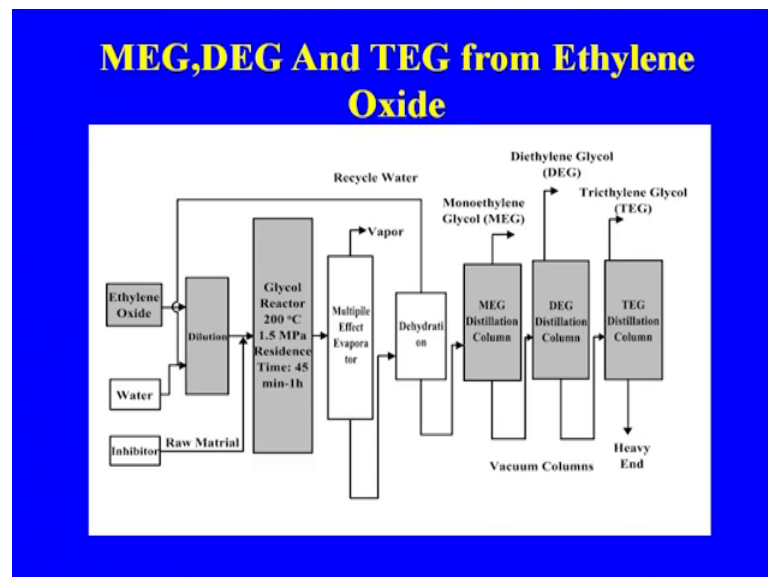 MEG,DEG And TEG from Ethylene
Oxide
Diethylene Glycol
(DEG)
Recycle Water
Tricthylene Glycol
(TEG)
Monoethylene
Glycol (MEG)
Vapor
Ethylene
Oxide
Dilution
Glycol
Reactor
200 °C
1.5 MPa
Residence
Time: 45
min-1h
Multipile
Effect
Evapora
tor
Dehydrati
on
MEG
Distillation
Column
DEG
Distillation
Column
TEG
Distillation
Column
Water
Inhibitor
Raw Matrial
Vacuum Columns
Heavy
End